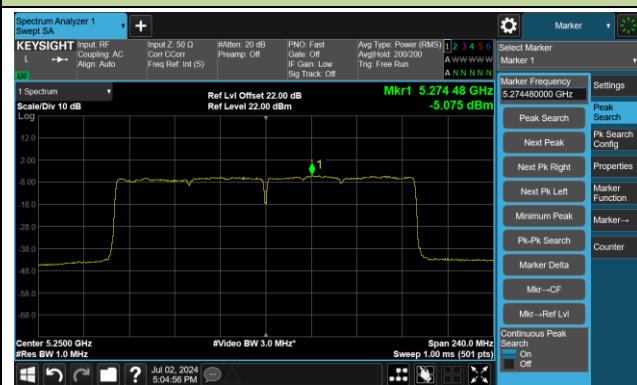 Spectrum Analyzer 1
Swept SA
+
Marker
KEYSIGHT
L
Input: RF
Coupling: AC
Align: Auto
Input Z: 50 Ω
Corr CCorr
Freq Ref: Int (S)
#Atten: 20 dB
Preamp: Off
PNO: Fast
Gate: Off
IF Gain: Low
Sig Track: Off
Avg Type: Power (RMS)
Avg|Hold: 200/200
Trig: Free Run
1 2 3 4 5 6
A W W W W W
A N N N N N
Select Marker
Marker 1
1 Spectrum
Scale/Div 10 dB
Log
Ref Lvl Offset 22.00 dB
Ref Level 22.00 dBm
Mkr1 5.274 48 GHz
-5.075 dBm
12.0
2.00
-8.00
-18.0
-28.0
-38.0
-48.0
-58.0
-68.0
1
Center 5.2500 GHz
#Res BW 1.0 MHz
#Video BW 3.0 MHz*
Span 240.0 MHz
Sweep 1.00 ms (501 pts)
Marker Frequency
5.274480000 GHz
Peak Search
Next Peak
Next Pk Right
Next Pk Left
Minimum Peak
Pk-Pk Search
Marker Delta
Mkr→CF
Mkr→Ref Lvl
Continuous Peak
Search
On
Off
Settings
Peak
Search
Pk Search
Config
Properties
Marker
Function
Marker→
Counter
?
Jul 02, 2024
5:04:56 PM